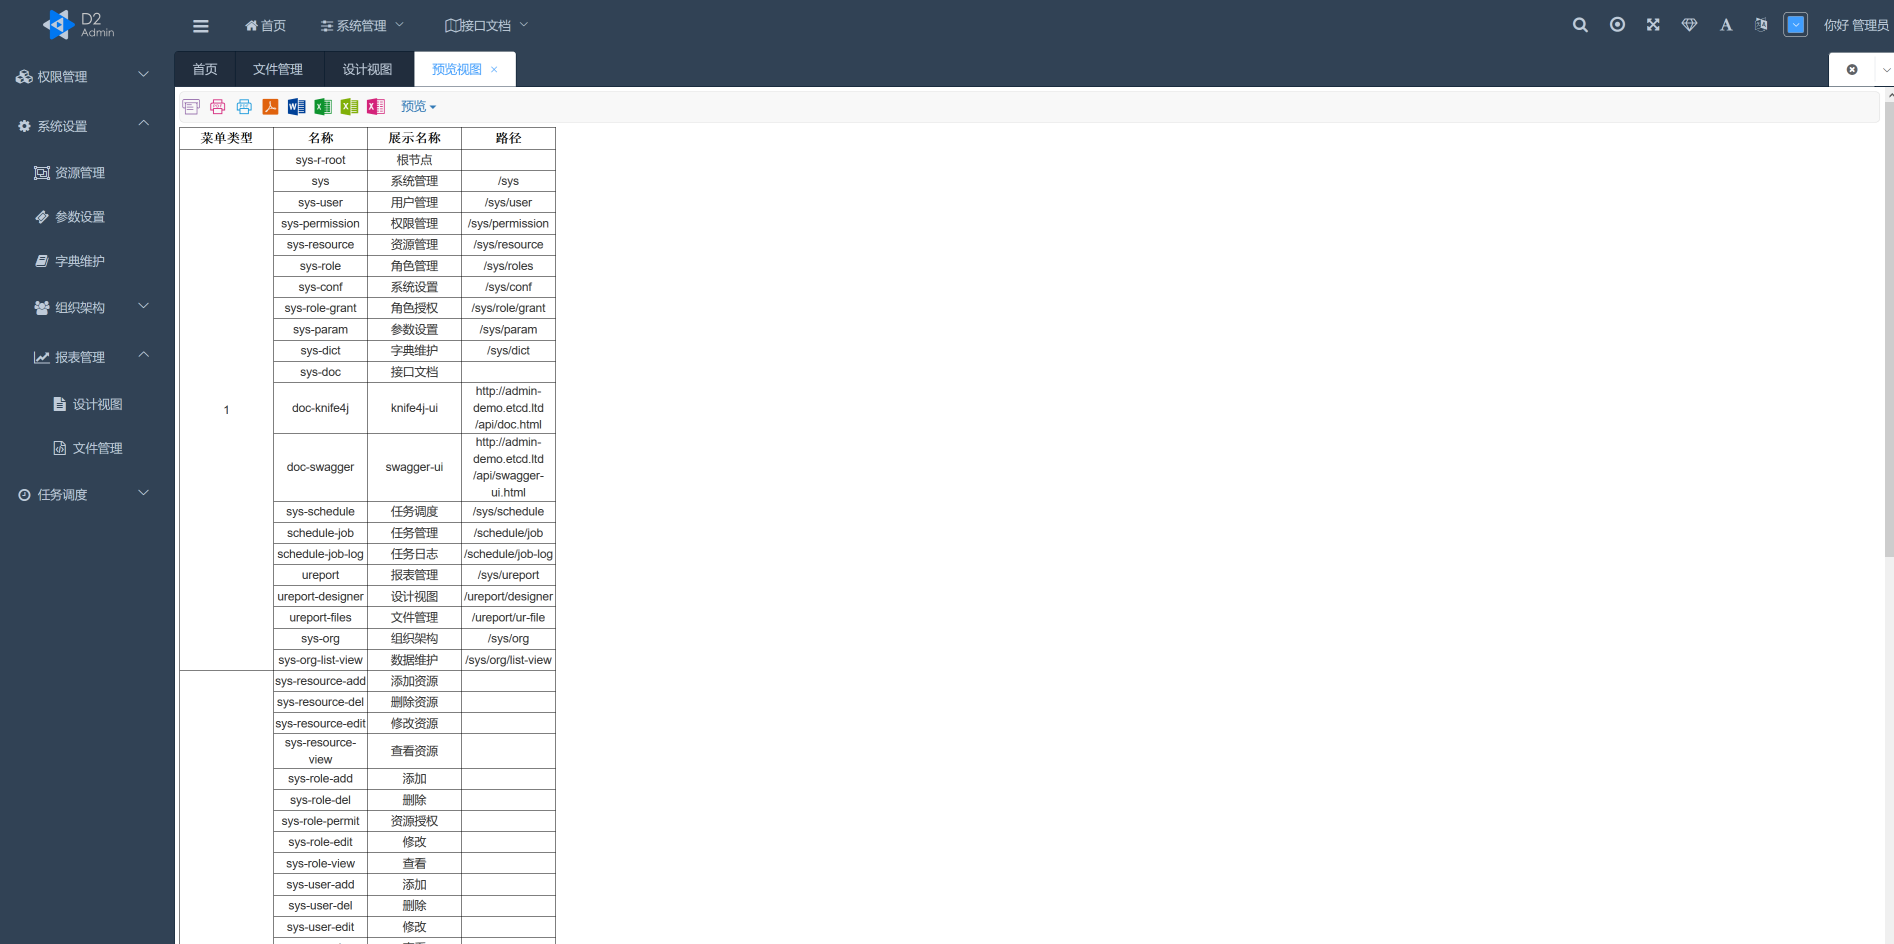 D2
Admin
首页
系统管理
接口文档
你好 管理员
权限管理
系统设置
资源管理
参数设置
字典维护
组织架构
报表管理
设计视图
文件管理
任务调度
首页
文件管理
设计视图
预览视图
预览
菜单类型 名称 展示名称 路径
1
sys-r-root 根节点
sys 系统管理 /sys
sys-user 用户管理 /sys/user
sys-permission 权限管理 /sys/permission
sys-resource 资源管理 /sys/resource
sys-role 角色管理 /sys/roles
sys-conf 系统设置 /sys/conf
sys-role-grant 角色授权 /sys/role/grant
sys-param 参数设置 /sys/param
sys-dict 字典维护 /sys/dict
sys-doc 接口文档
doc-knife4j knife4j-ui http://admin-
demo.etcd.ltd
/api/doc.html
doc-swagger swagger-ui http://admin-
demo.etcd.ltd
/api/swagger-
ui.html
sys-schedule 任务调度 /sys/schedule
schedule-job 任务管理 /schedule/job
schedule-job-log 任务日志 /schedule/job-log
ureport 报表管理 /sys/ureport
ureport-designer 设计视图 /ureport/designer
ureport-files 文件管理 /ureport/ur-file
sys-org 组织架构 /sys/org
sys-org-list-view 数据维护 /sys/org/list-view
sys-resource-add 添加资源
sys-resource-del 删除资源
sys-resource-edit 修改资源
sys-resource-
view 查看资源
sys-role-add 添加
sys-role-del 删除
sys-role-permit 资源授权
sys-role-edit 修改
sys-role-view 查看
sys-user-add 添加
sys-user-del 删除
sys-user-edit 修改